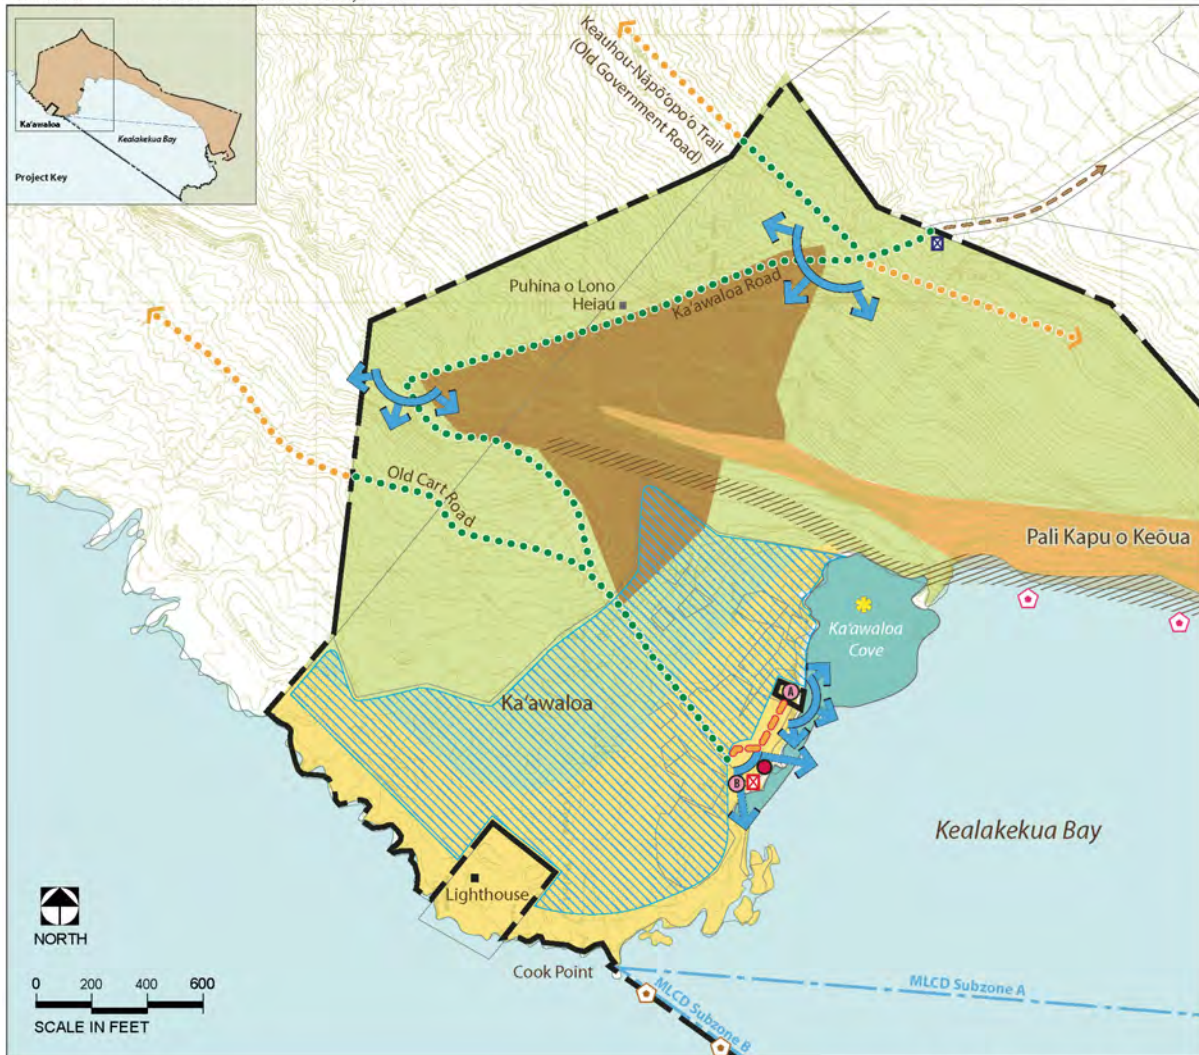 Ka'awaloa
Kealakekua Bay
Project Key
Keauhou-Nāpō'opo'o Trail
(Old Government Road)
Puhina o Lono
Heiau
Ka'awaloa Road
Old Cart
Road
Pali Kapu o Keōua
Ka'awaloa
Cove
Ka'awaloa
A
B
Kealakekua Bay
Lighthouse
NORTH
Cook Point
MLCD Subzone A
MLCD Subzone B
0 200 400 600
SCALE IN FEET